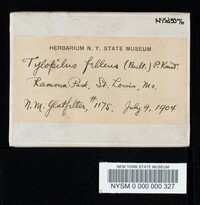 HERBARIUM N. Y. STATE MUSEUM
Tylopilus felleus (Bull.) P. Karst.
Ramona Park, St. Louis, Mo.
N. M. Glatfelter, #1175. July 9, 1904
NEW YORK STATE MUSEUM
NYSM 0 000 000 327